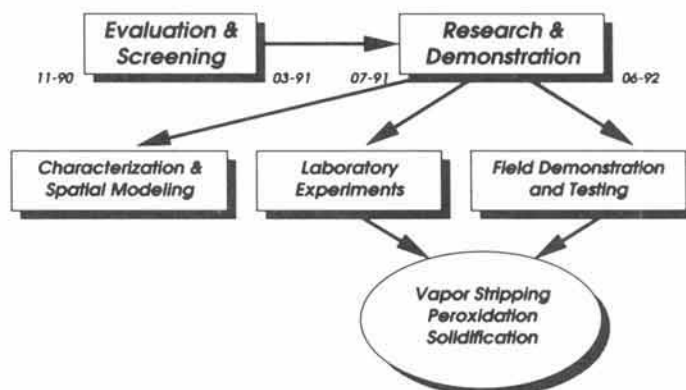 Evaluation &
Screening
Research &
Demonstration
11-90
03-91
07-91
06-92
Characterization &
Spatial Modeling
Laboratory
Experiments
Field Demonstration
and Testing
Vapor Stripping
Peroxidation
Solidification